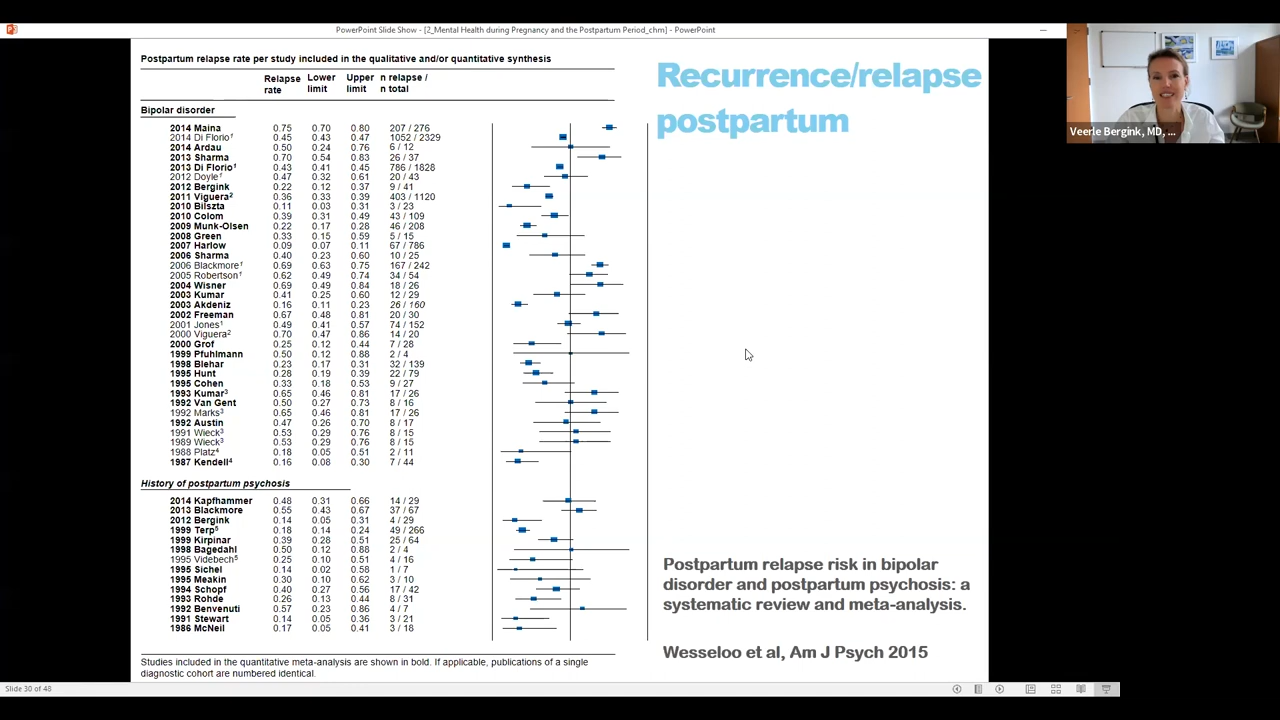 PowerPoint Slide Show - [2_Mental Health during Pregnancy and the Postpartum Period_chm] - PowerPoint
Postpartum relapse rate per study included in the qualitative and/or quantitative synthesis
Relapse rate Lower limit Upper limit n relapse / n total
Bipolar disorder
2014 Maina 0.75 0.70 0.80 207 / 276
2014 Di Florio¹ 0.45 0.43 0.47 1052 / 2329
2014 Ardau 0.50 0.24 0.76 6 / 12
2013 Sharma 0.70 0.54 0.83 26 / 37
2013 Di Florio¹ 0.43 0.41 0.45 786 / 1828
2012 Doyle¹ 0.47 0.32 0.61 20 / 43
2012 Bergink 0.22 0.12 0.37 9 / 41
2011 Viguera² 0.36 0.33 0.39 403 / 1120
2010 Bilszta 0.11 0.03 0.31 3 / 23
2010 Colom 0.39 0.31 0.49 43 / 109
2009 Munk-Olsen 0.22 0.17 0.28 46 / 208
2008 Green 0.33 0.15 0.59 5 / 15
2007 Harlow 0.09 0.07 0.11 67 / 786
2006 Sharma 0.40 0.23 0.60 10 / 25
2006 Blackmore¹ 0.69 0.63 0.75 167 / 242
2005 Robertson¹ 0.62 0.49 0.74 34 / 54
2004 Wisner 0.69 0.49 0.84 18 / 26
2003 Kumar 0.41 0.25 0.60 12 / 29
2003 Akdeniz 0.16 0.11 0.23 26 / 160
2002 Freeman 0.67 0.48 0.81 20 / 30
2001 Jones¹ 0.49 0.41 0.57 74 / 152
2000 Viguera² 0.70 0.47 0.86 14 / 20
2000 Grof 0.25 0.12 0.44 7 / 28
1999 Pfuhlmann 0.50 0.12 0.88 2 / 4
1998 Blehar 0.23 0.17 0.31 32 / 139
1995 Hunt 0.28 0.19 0.39 22 / 79
1995 Cohen 0.33 0.18 0.53 9 / 27
1993 Kumar³ 0.65 0.46 0.81 17 / 26
1992 Van Gent 0.50 0.27 0.73 8 / 16
1992 Marks³ 0.65 0.46 0.81 17 / 26
1992 Austin 0.47 0.26 0.70 8 / 17
1991 Wieck³ 0.53 0.29 0.76 8 / 15
1989 Wieck³ 0.53 0.29 0.76 8 / 15
1988 Platz⁴ 0.18 0.05 0.51 2 / 11
1987 Kendell⁴ 0.16 0.08 0.30 7 / 44
History of postpartum psychosis
2014 Kapfhammer 0.48 0.31 0.66 14 / 29
2013 Blackmore 0.55 0.43 0.67 37 / 67
2012 Bergink 0.14 0.05 0.31 4 / 29
1999 Terp⁵ 0.18 0.14 0.24 49 / 266
1999 Kirpinar 0.39 0.28 0.51 25 / 64
1998 Bagedahl 0.50 0.12 0.88 2 / 4
1995 Videbech⁵ 0.25 0.10 0.51 4 / 16
1995 Sichel 0.14 0.02 0.58 1 / 7
1995 Meakin 0.30 0.10 0.62 3 / 10
1994 Schopf 0.40 0.27 0.56 17 / 42
1993 Rohde 0.26 0.13 0.44 8 / 31
1992 Benvenuti 0.57 0.23 0.86 4 / 7
1991 Stewart 0.14 0.05 0.36 3 / 21
1986 McNeil 0.17 0.05 0.41 3 / 18
Studies included in the quantitative meta-analysis are shown in bold. If applicable, publications of a single
diagnostic cohort are numbered identical.
Recurrence/relapse
postpartum
Postpartum relapse risk in bipolar
disorder and postpartum psychosis: a
systematic review and meta-analysis.
Wesseloo et al, Am J Psych 2015
Veerle Bergink, MD, ...
Slide 30 of 48